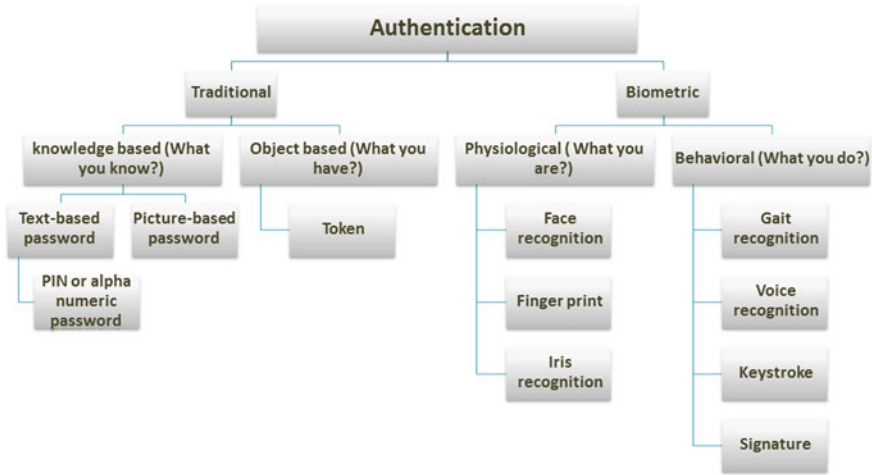 Authentication
Traditional
Biometric
knowledge based (What
you know?)
Object based (What you
have?)
Physiological ( What you
are?)
Behavioral (What you do?)
Text-based
password
Picture-based
password
Token
Face
recognition
Gait
recognition
PIN or alpha
numeric
password
Finger print
Voice
recognition
Iris
recognition
Keystroke
Signature